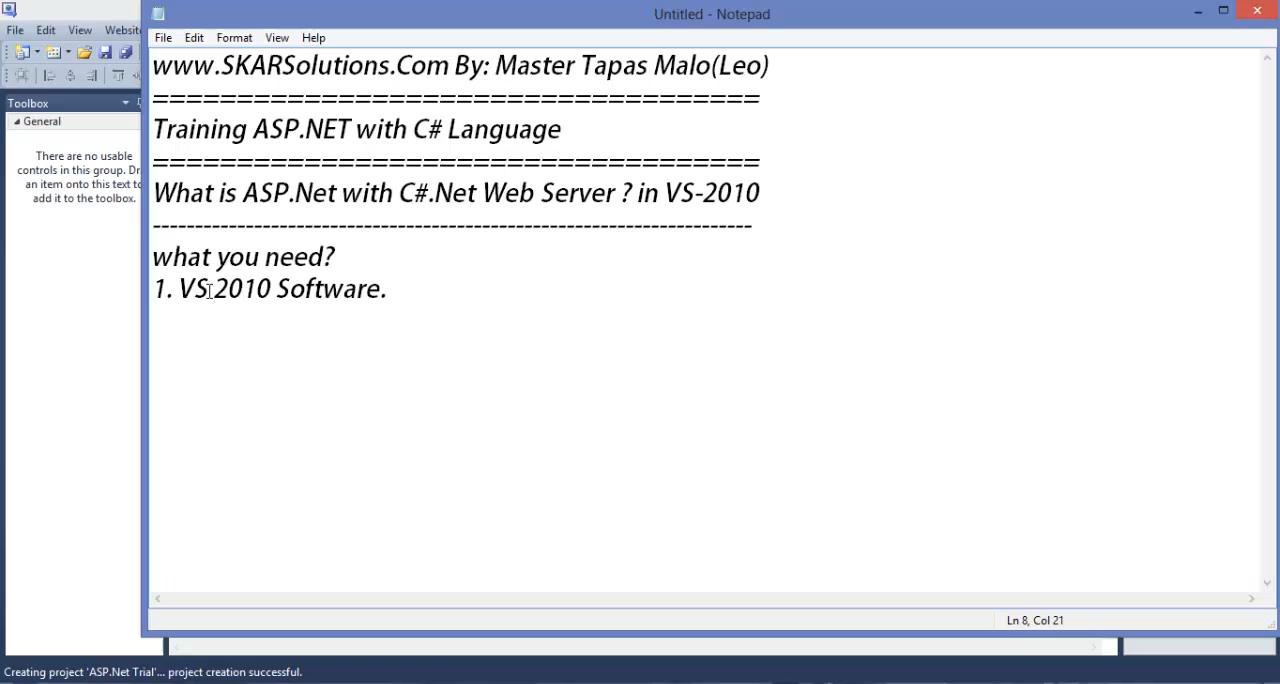 Untitled - Notepad
File Edit View Website
File Edit Format View Help
Toolbox
General
There are no usable
controls in this group.
an item onto this text to
add it to the toolbox.
www.SKARSolutions.Com By: Master Tapas Malo(Leo)
====================================
Training ASP.NET with C# Language
====================================
What is ASP.Net with C#.Net Web Server ? in VS-2010
-----------------------------------------------------------------------
what you need?
1. VS 2010 Software.
Ln 8, Col 21
Creating project 'ASP.Net Trial'... project creation successful.